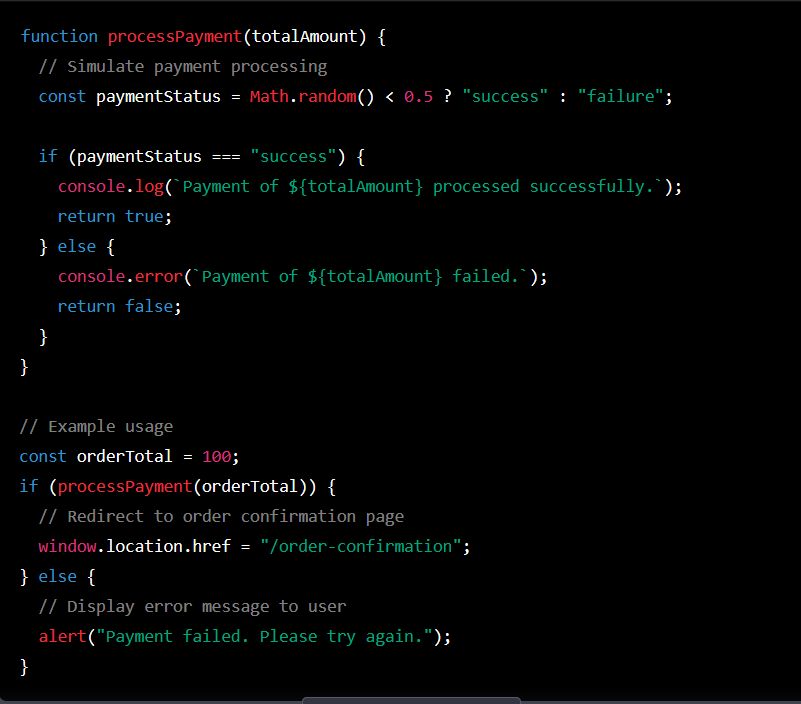 function processPayment(totalAmount) {
  // Simulate payment processing
  const paymentStatus = Math.random() < 0.5 ? "success" : "failure";

  if (paymentStatus === "success") {
    console.log(`Payment of ${totalAmount} processed successfully.`);
    return true;
  } else {
    console.error(`Payment of ${totalAmount} failed.`);
    return false;
  }
}

// Example usage
const orderTotal = 100;
if (processPayment(orderTotal)) {
  // Redirect to order confirmation page
  window.location.href = "/order-confirmation";
} else {
  // Display error message to user
  alert("Payment failed. Please try again.");
}